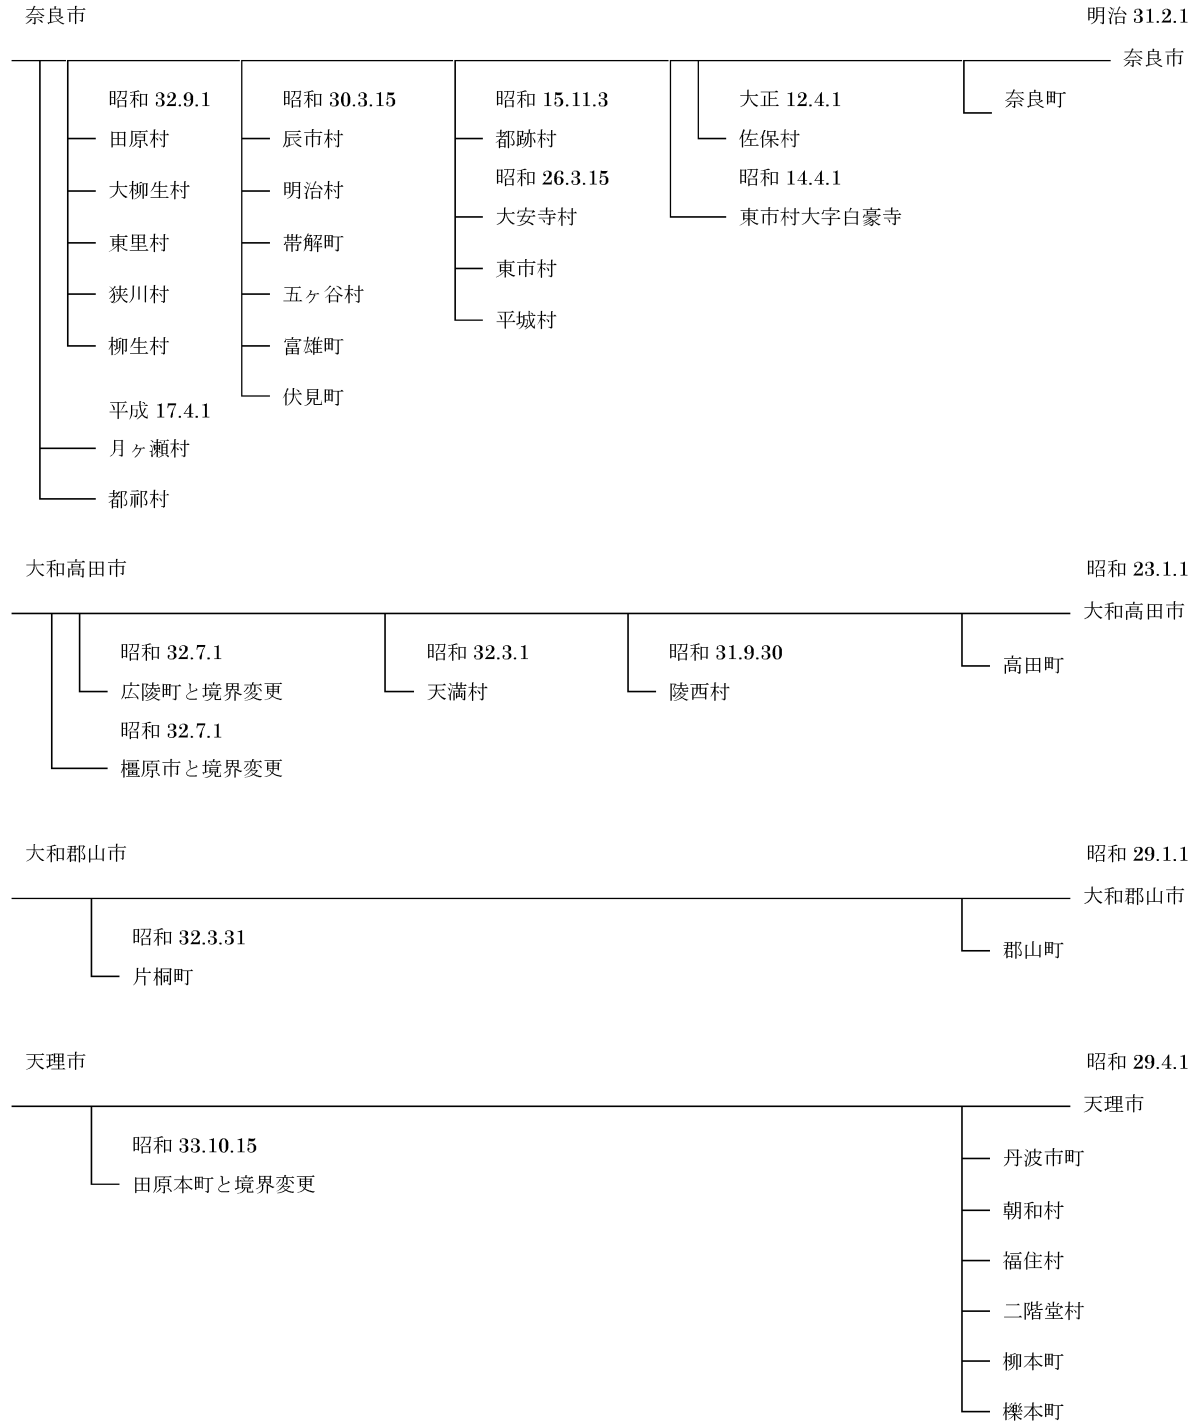 奈良市
明治 31.2.1
奈良市
奈良町
大正 12.4.1
佐保村
昭和 14.4.1
東市村大字白豪寺
昭和 15.11.3
都跡村
昭和 26.3.15
大安寺村
東市村
平城村
昭和 30.3.15
辰市村
明治村
帯解町
五ヶ谷村
富雄町
伏見町
昭和 32.9.1
田原村
大柳生村
東里村
狭川村
柳生村
平成 17.4.1
月ヶ瀬村
都祁村
大和高田市
昭和 23.1.1
大和高田市
高田町
昭和 31.9.30
陵西村
昭和 32.3.1
天満村
昭和 32.7.1
広陵町と境界変更
昭和 32.7.1
橿原市と境界変更
大和郡山市
昭和 29.1.1
大和郡山市
郡山町
昭和 32.3.31
片桐町
天理市
昭和 29.4.1
天理市
丹波市町
朝和村
福住村
二階堂村
柳本町
櫟本町
昭和 33.10.15
田原本町と境界変更